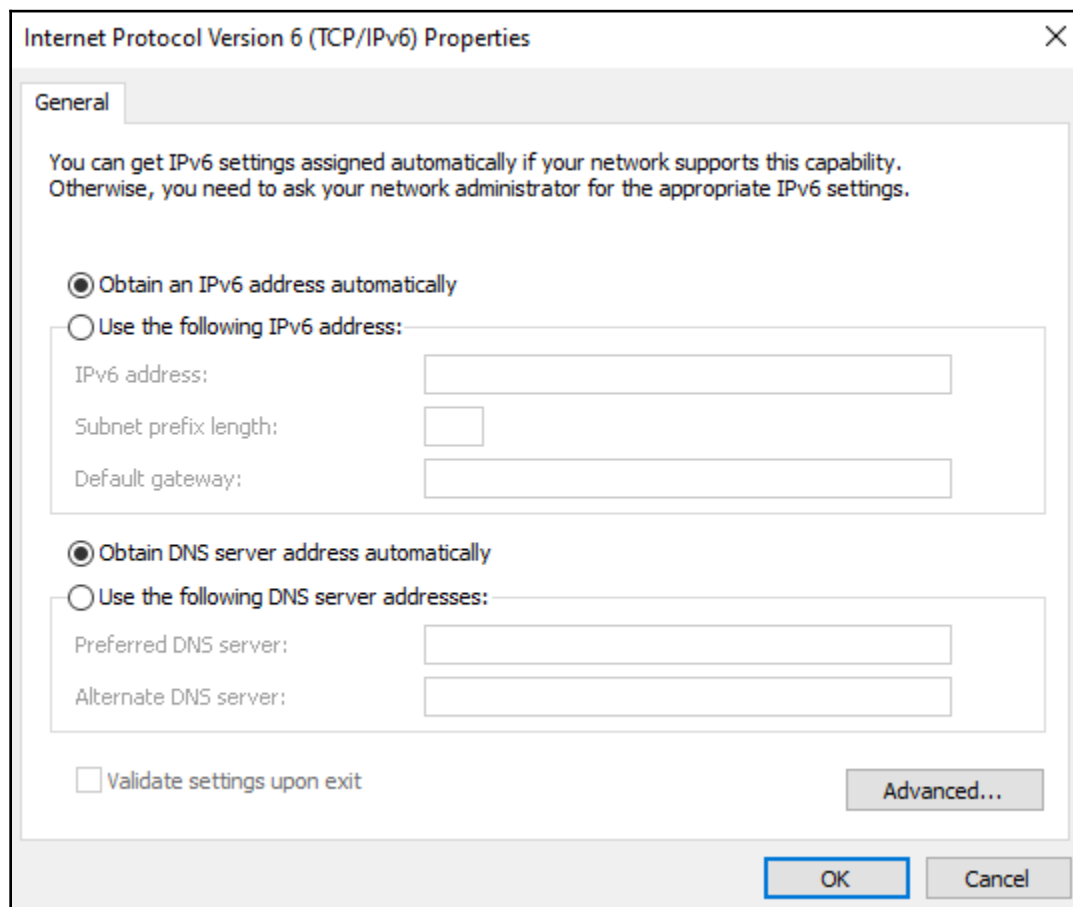 Internet Protocol Version 6 (TCP/IPv6) Properties
General
You can get IPv6 settings assigned automatically if your network supports this capability.
Otherwise, you need to ask your network administrator for the appropriate IPv6 settings.
Obtain an IPv6 address automatically
Use the following IPv6 address:
IPv6 address:
Subnet prefix length:
Default gateway:
Obtain DNS server address automatically
Use the following DNS server addresses:
Preferred DNS server:
Alternate DNS server:
Validate settings upon exit
Advanced...
OK
Cancel